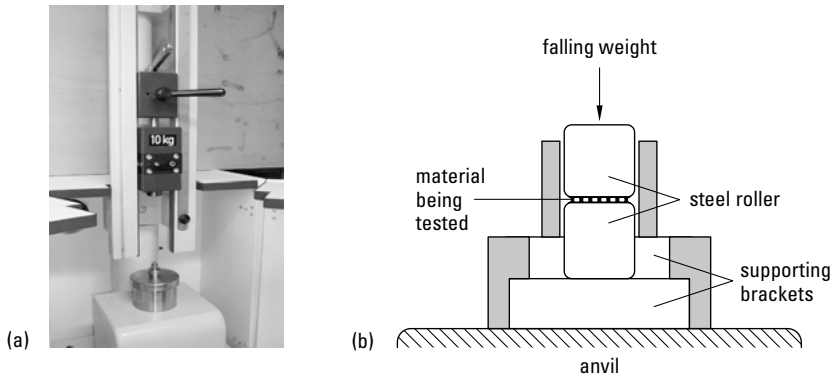 10 kg
(a)
falling weight
material
being
tested
steel roller
supporting
brackets
(b)
anvil